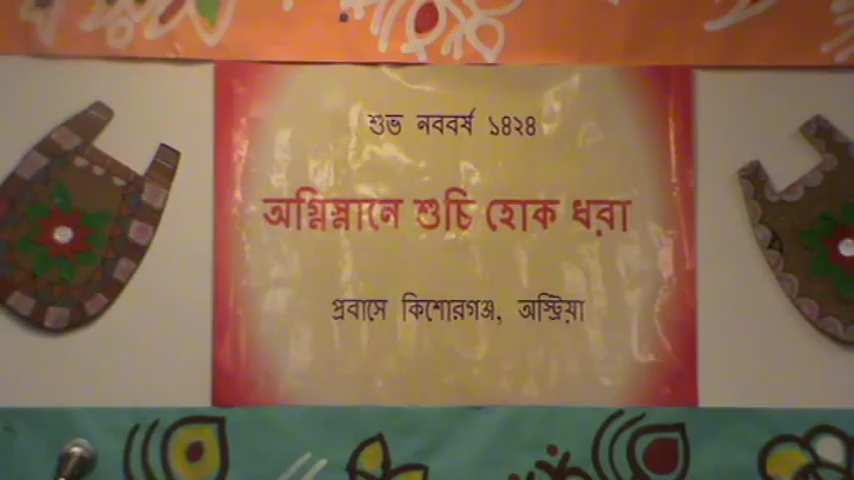 শুভ নববর্ষ ১৪২৪
অগ্নিস্নানে শুচি হোক ধরা
প্রবাসে কিশোরগঞ্জ, অস্ট্রিয়া